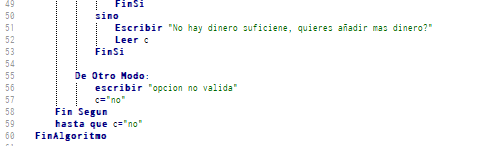 49 FinSi
50 sino
51 Escribir "No hay dinero suficiene, quieres añadir mas dinero?"
52 Leer c
53 FinSi
54
55 De Otro Modo:
56 escribir "opcion no valida"
57 c="no"
58 Fin Segun
59 hasta que c="no"
60 FinAlgoritmo